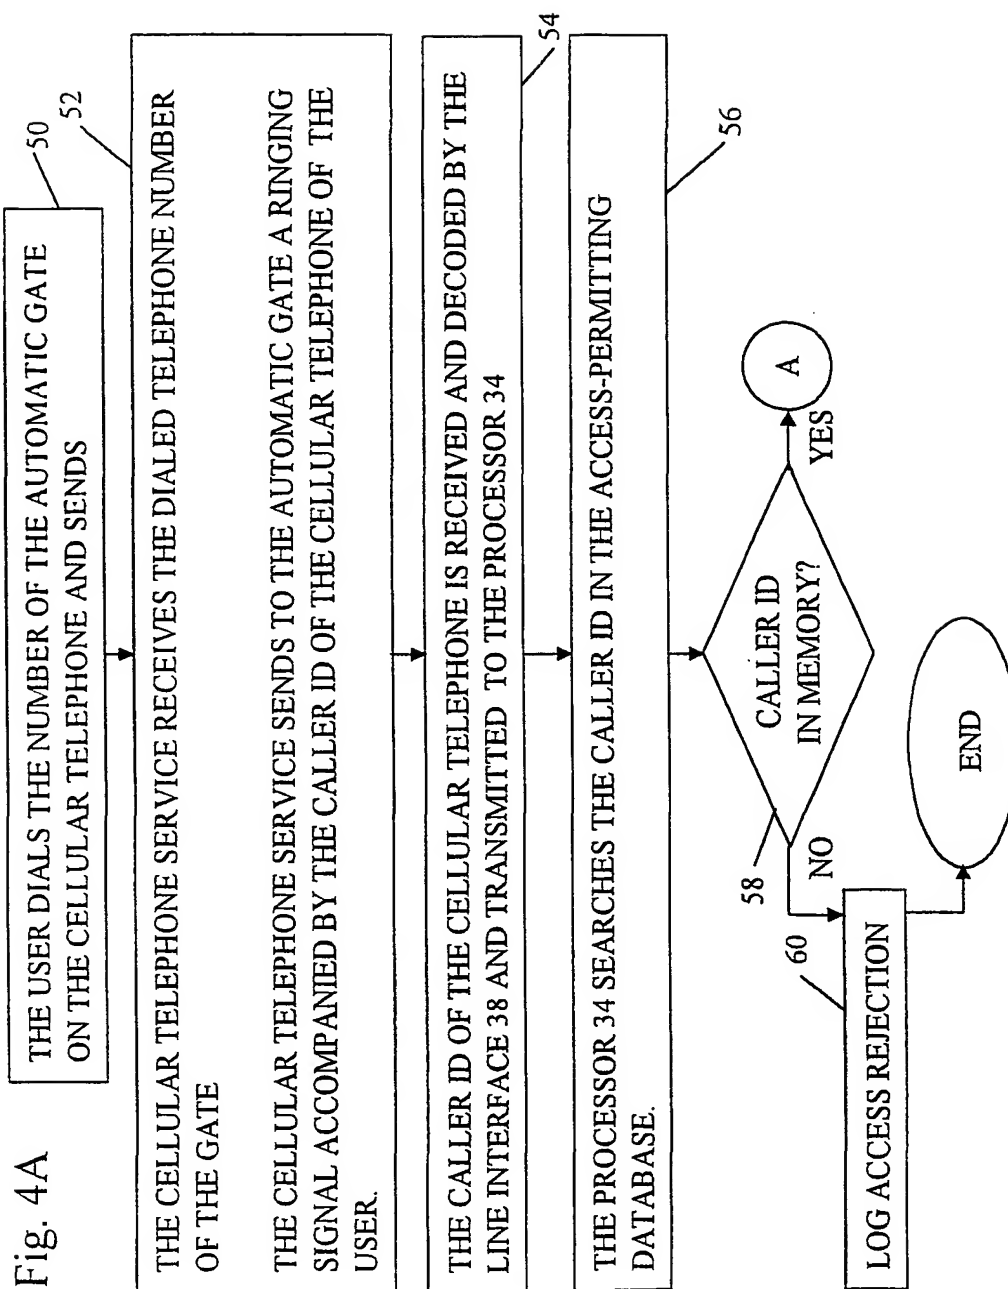 Fig. 4A
THE USER DIALS THE NUMBER OF THE AUTOMATIC GATE
ON THE CELLULAR TELEPHONE AND SENDS
50
52
THE CELLULAR TELEPHONE SERVICE RECEIVES THE DIALED TELEPHONE NUMBER
OF THE GATE
THE CELLULAR TELEPHONE SERVICE SENDS TO THE AUTOMATIC GATE A RINGING
SIGNAL ACCOMPANIED BY THE CALLER ID OF THE CELLULAR TELEPHONE OF THE
USER.
THE CALLER ID OF THE CELLULAR TELEPHONE IS RECEIVED AND DECODED BY THE
LINE INTERFACE 38 AND TRANSMITTED TO THE PROCESSOR 34
54
THE PROCESSOR 34 SEARCHES THE CALLER ID IN THE ACCESS-PERMITTING
DATABASE.
56
CALLER ID
IN MEMORY?
58
NO
YES
A
60
LOG ACCESS REJECTION
END